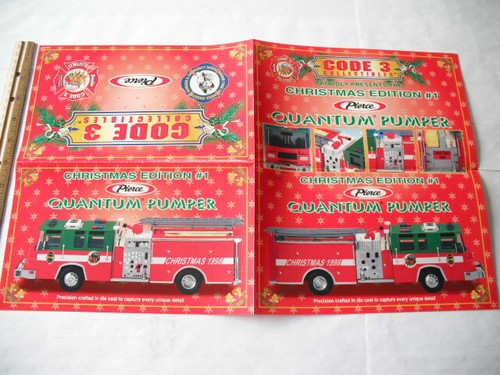 CODE 3
COLLECTIBLES
Pierce
CODE 3
COLLECTIBLES
PROUDLY PRESENTS THE
CHRISTMAS EDITION #1
Pierce
QUANTUM PUMPER
CHRISTMAS EDITION #1
Pierce
QUANTUM PUMPER
CHRISTMAS 1998
Precision crafted in die cast to capture every unique detail
CHRISTMAS EDITION #1
Pierce
QUANTUM PUMPER
CHRISTMAS 1998
Precision crafted in die cast to capture every unique detail